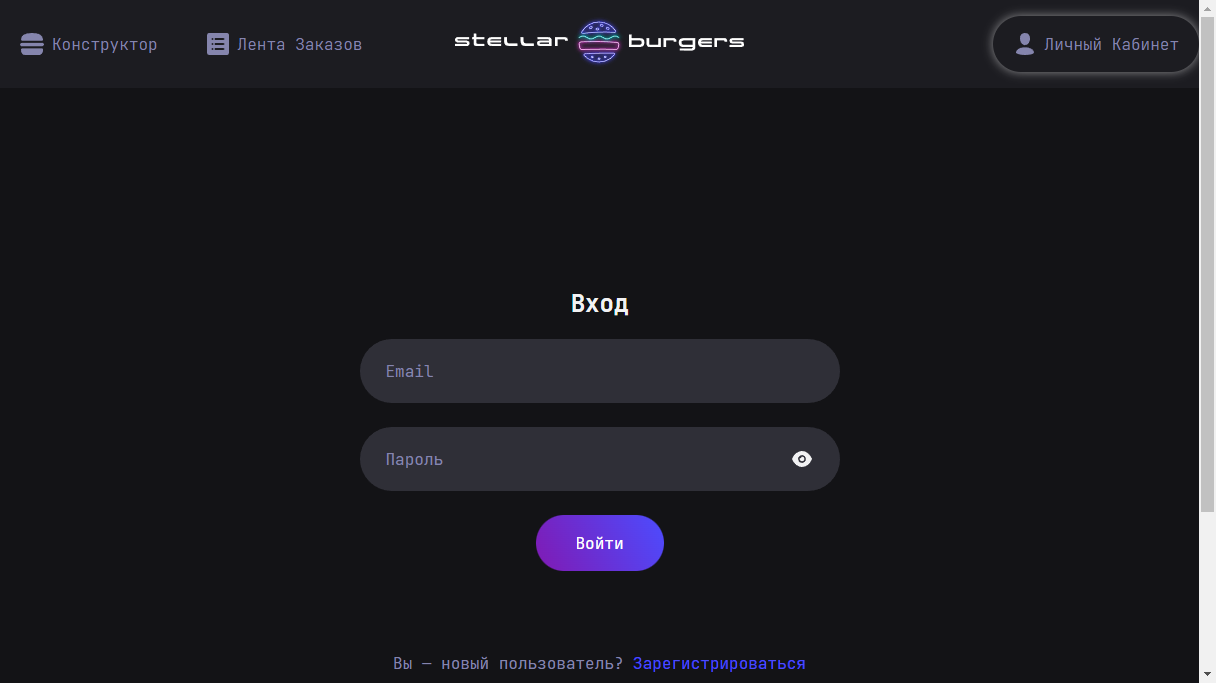 Конструктор
Лента Заказов
stellar burgers
Личный Кабинет
Вход
Email
Пароль
Войти
Вы — новый пользователь? Зарегистрироваться